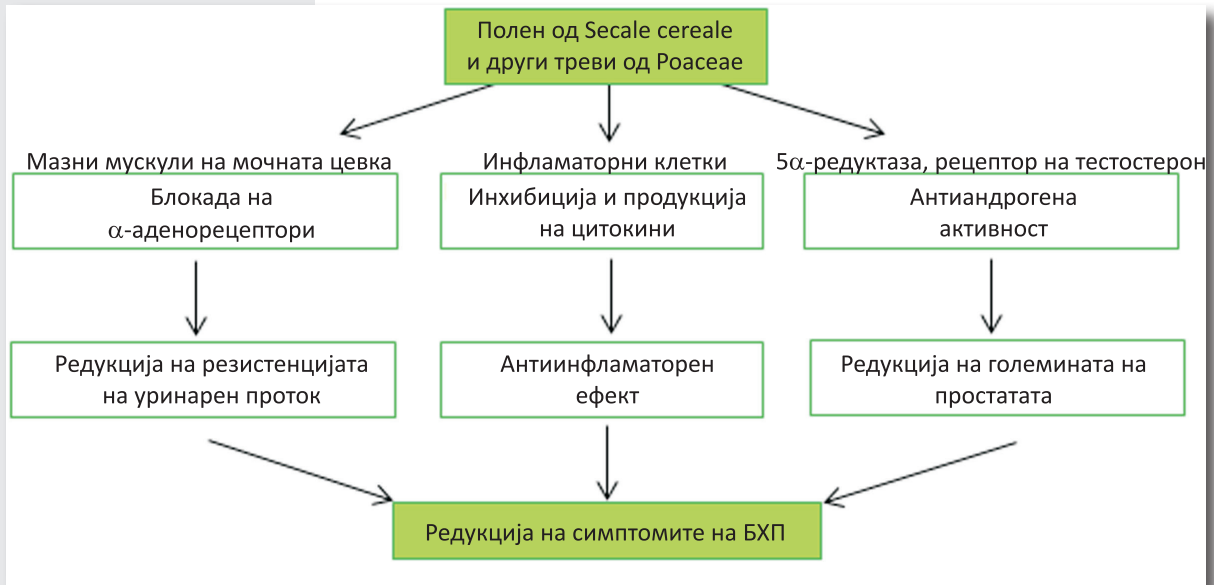 Полен од Secale cereale
и други треви од Poaceae
Мазни мускули на мочната цевка
Блокада на
α-аденорецептори
Редукција на резистенцијата
на уринарен проток
Инфламаторни клетки
Инхибиција и продукција
на цитокини
Антиинфламаторен
ефект
5α-редуктаза, рецептор на тестостерон
Антиандрогена
активност
Редукција на големината на
простатата
Редукција на симптомите на БХП